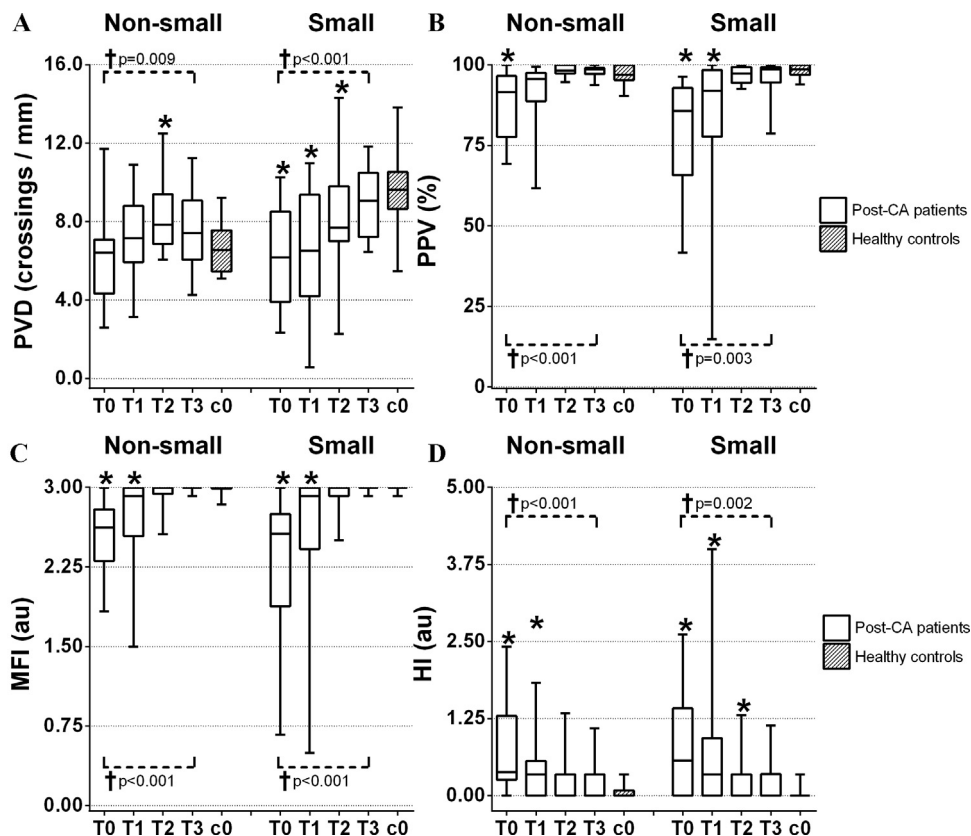 A Non-small Small
† p=0.009 † p<0.001
16.0
12.0
8.0
4.0
0.0
PVD (crossings / mm)
* * * *
T0 T1 T2 T3 c0 T0 T1 T2 T3 c0
B Non-small Small
* * *
100
75
50
25
0
PPV (%)
† p<0.001 † p=0.003
T0 T1 T2 T3 c0 T0 T1 T2 T3 c0
Post-CA patients
Healthy controls
C Non-small Small
* * * *
3.00
2.25
1.50
0.75
0.00
MFI (au)
† p<0.001 † p<0.001
T0 T1 T2 T3 c0 T0 T1 T2 T3 c0
D Non-small Small
5.00
3.75
2.50
1.25
0.00
HI (au)
† p<0.001 † p=0.002
* * * * *
T0 T1 T2 T3 c0 T0 T1 T2 T3 c0
Post-CA patients
Healthy controls